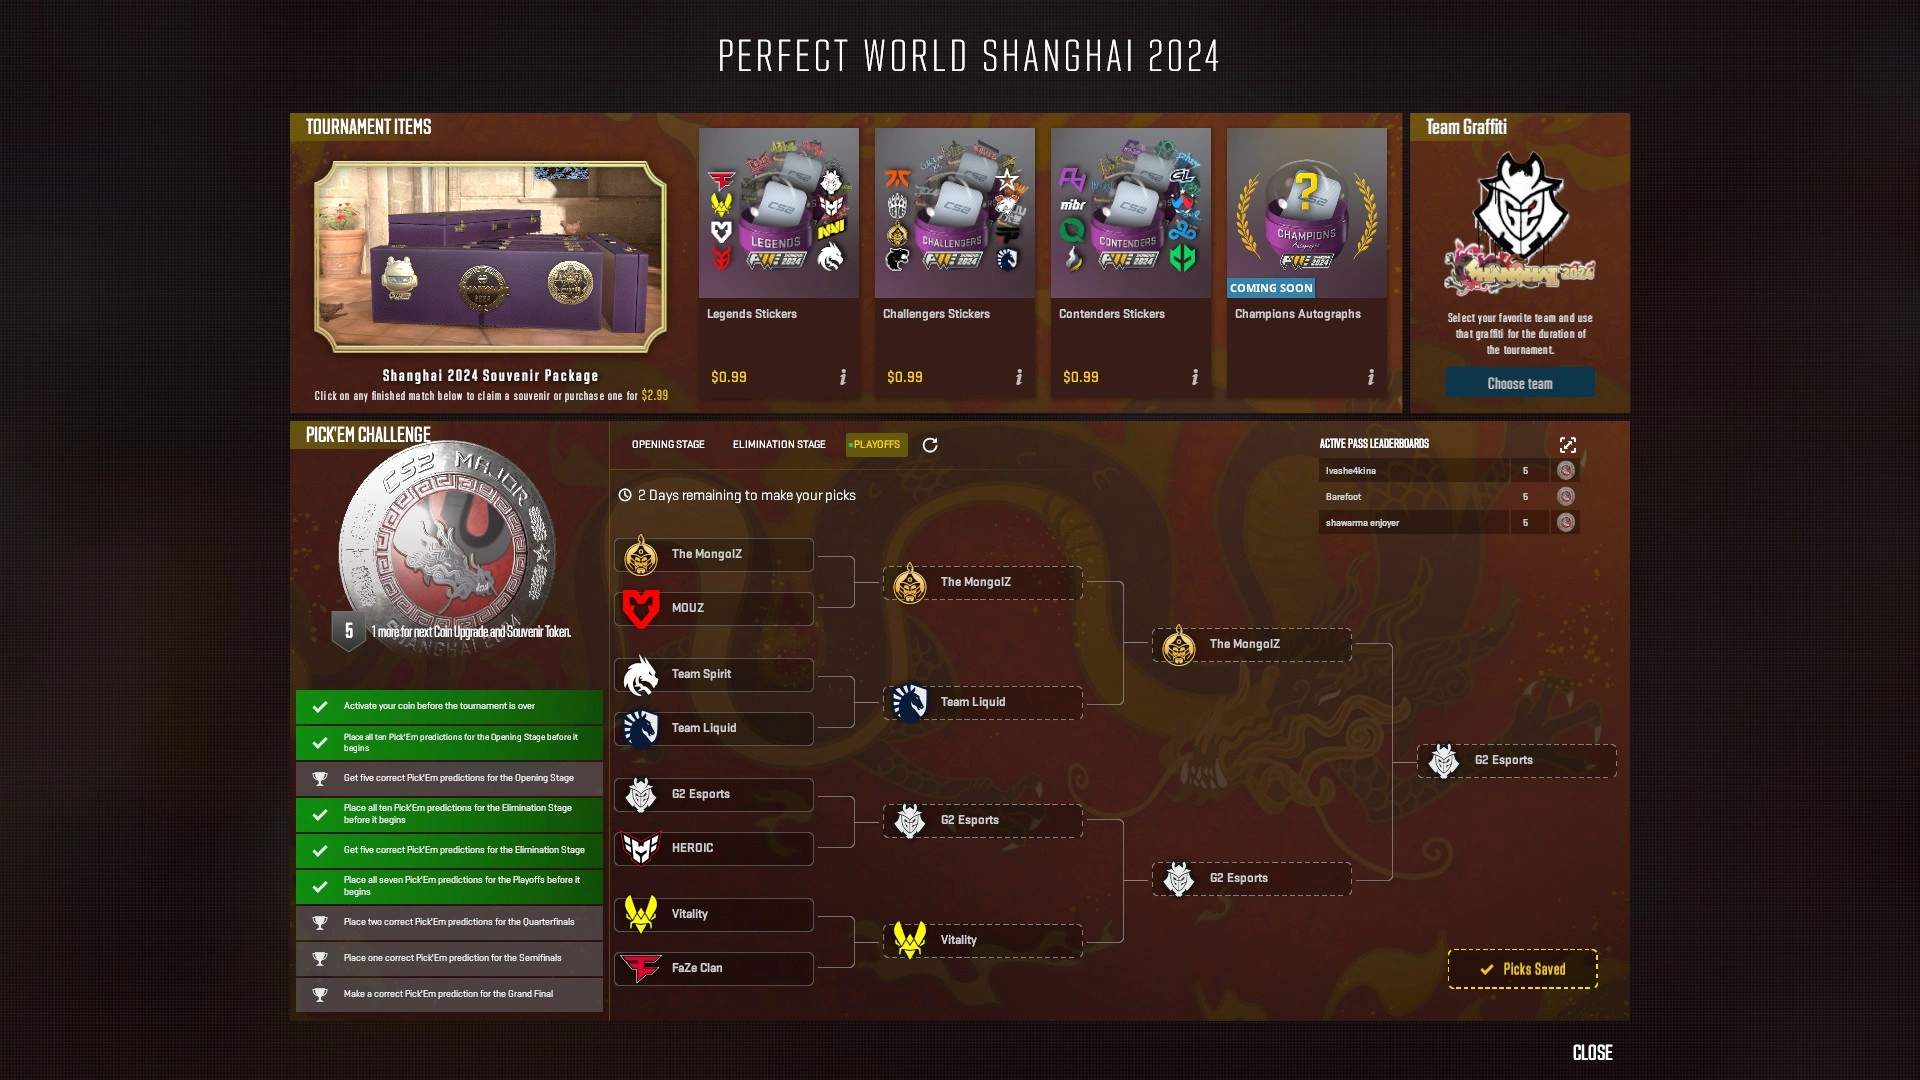 PERFECT WORLD SHANGHAI 2024
TOURNAMENT ITEMS
Shanghai 2024 Souvenir Package
Click on any finished match below to claim a souvenir or purchase one for $2.99
LEGENDS
Legends Stickers
$0.99
CHALLENGERS
Challengers Stickers
$0.99
mibr
CONTENDERS
Contenders Stickers
$0.99
?
CHAMPIONS
Autographs
COMING SOON
Champions Autographs
Team Graffiti
SHANGHAI 2024
Select your favorite team and use
that graffiti for the duration of
the tournament.
Choose team
PICK'EM CHALLENGE
CS2 MAJOR
SHANGHAI 2024
5
1 more for next Coin Upgrade and Souvenir Token.
Activate your coin before the tournament is over
Place all ten Pick'Em predictions for the Opening Stage before it
begins
Get five correct Pick'Em predictions for the Opening Stage
Place all ten Pick'Em predictions for the Elimination Stage
before it begins
Get five correct Pick'Em predictions for the Elimination Stage
Place all seven Pick'Em predictions for the Playoffs before it
begins
Place two correct Pick'Em predictions for the Quarterfinals
Place one correct Pick'Em prediction for the Semifinals
Make a correct Pick'Em prediction for the Grand Final
OPENING STAGE
ELIMINATION STAGE
PLAYOFFS
2 Days remaining to make your picks
ACTIVE PASS LEADERBOARDS
Ivashe4kina 5
Barefoot 5
shawarma enjoyer 5
The MongolZ
MOUZ
Team Spirit
Team Liquid
G2 Esports
HEROIC
Vitality
FaZe Clan
The MongolZ
Team Liquid
G2 Esports
Vitality
The MongolZ
G2 Esports
G2 Esports
Picks Saved
CLOSE